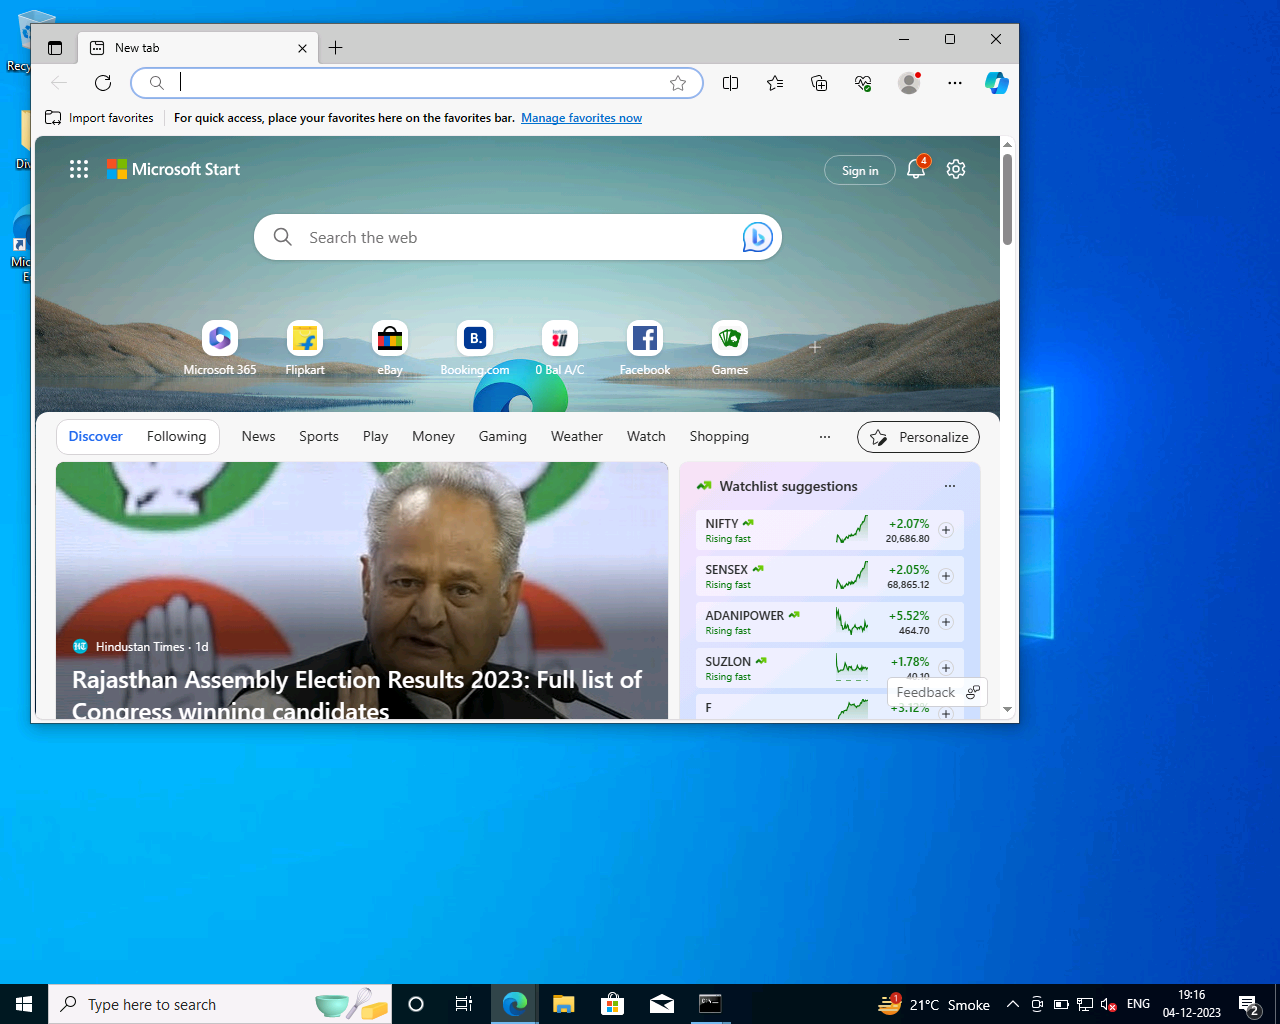 New tab
Import favorites
For quick access, place your favorites here on the favorites bar. Manage favorites now
Microsoft Start
Sign in
4
Search the web
Microsoft 365
Flipkart
eBay
Booking.com
0 Bal A/C
Facebook
Games
Discover
Following
News
Sports
Play
Money
Gaming
Weather
Watch
Shopping
Personalize
Hindustan Times · 1d
Rajasthan Assembly Election Results 2023: Full list of
Congress winning candidates
Watchlist suggestions
NIFTY
+2.07%
Rising fast
20,686.80
SENSEX
+2.05%
Rising fast
68,865.12
ADANIPOWER
+5.52%
Rising fast
464.70
SUZLON
+1.78%
Rising fast
40.10
F
+3.12%
Feedback
Type here to search
1
21°C Smoke
ENG
19:16
04-12-2023
2